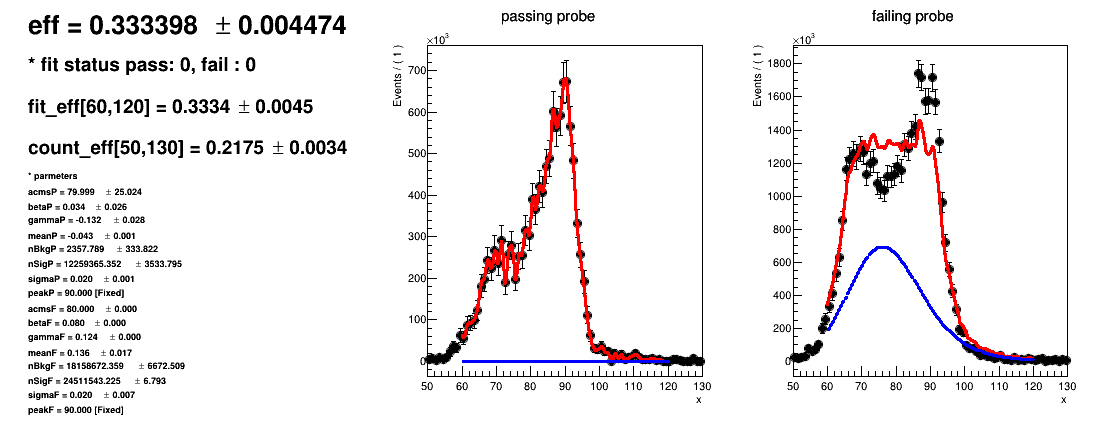 eff = 0.333398 ± 0.004474
* fit status pass: 0, fail : 0
fit_eff[60,120] = 0.3334 ± 0.0045
count_eff[50,130] = 0.2175 ± 0.0034
* parmeters
acmsP = 79.999 ± 25.024
betaP = 0.034 ± 0.026
gammaP = -0.132 ± 0.028
meanP = -0.043 ± 0.001
nBkgP = 2357.789 ± 333.822
nSigP = 12259365.352 ± 3533.795
sigmaP = 0.020 ± 0.001
peakP = 90.000 [Fixed]
acmsF = 80.000 ± 0.000
betaF = 0.080 ± 0.000
gammaF = 0.124 ± 0.000
meanF = 0.136 ± 0.017
nBkgF = 18158672.359 ± 6672.509
nSigF = 24511543.225 ± 6.793
sigmaF = 0.020 ± 0.007
peakF = 90.000 [Fixed]
passing probe
×10³
Events / ( 1 )
700
600
500
400
300
200
100
0
50 60 70 80 90 100 110 120 130
x
failing probe
×10³
Events / ( 1 )
1800
1600
1400
1200
1000
800
600
400
200
0
50 60 70 80 90 100 110 120 130
x